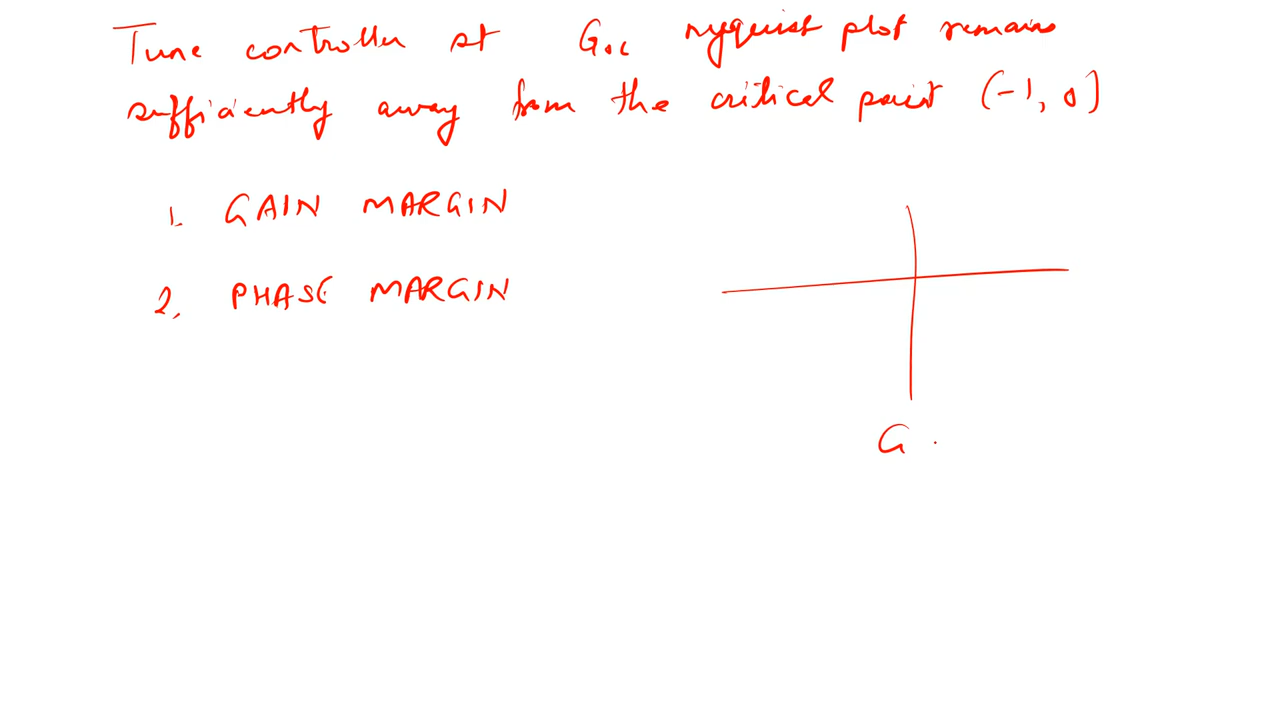 Tune controller st GOL nyquist plot remains
sufficiently away from the critical point (-1, 0)
1. GAIN MARGIN
2. PHASE MARGIN
G